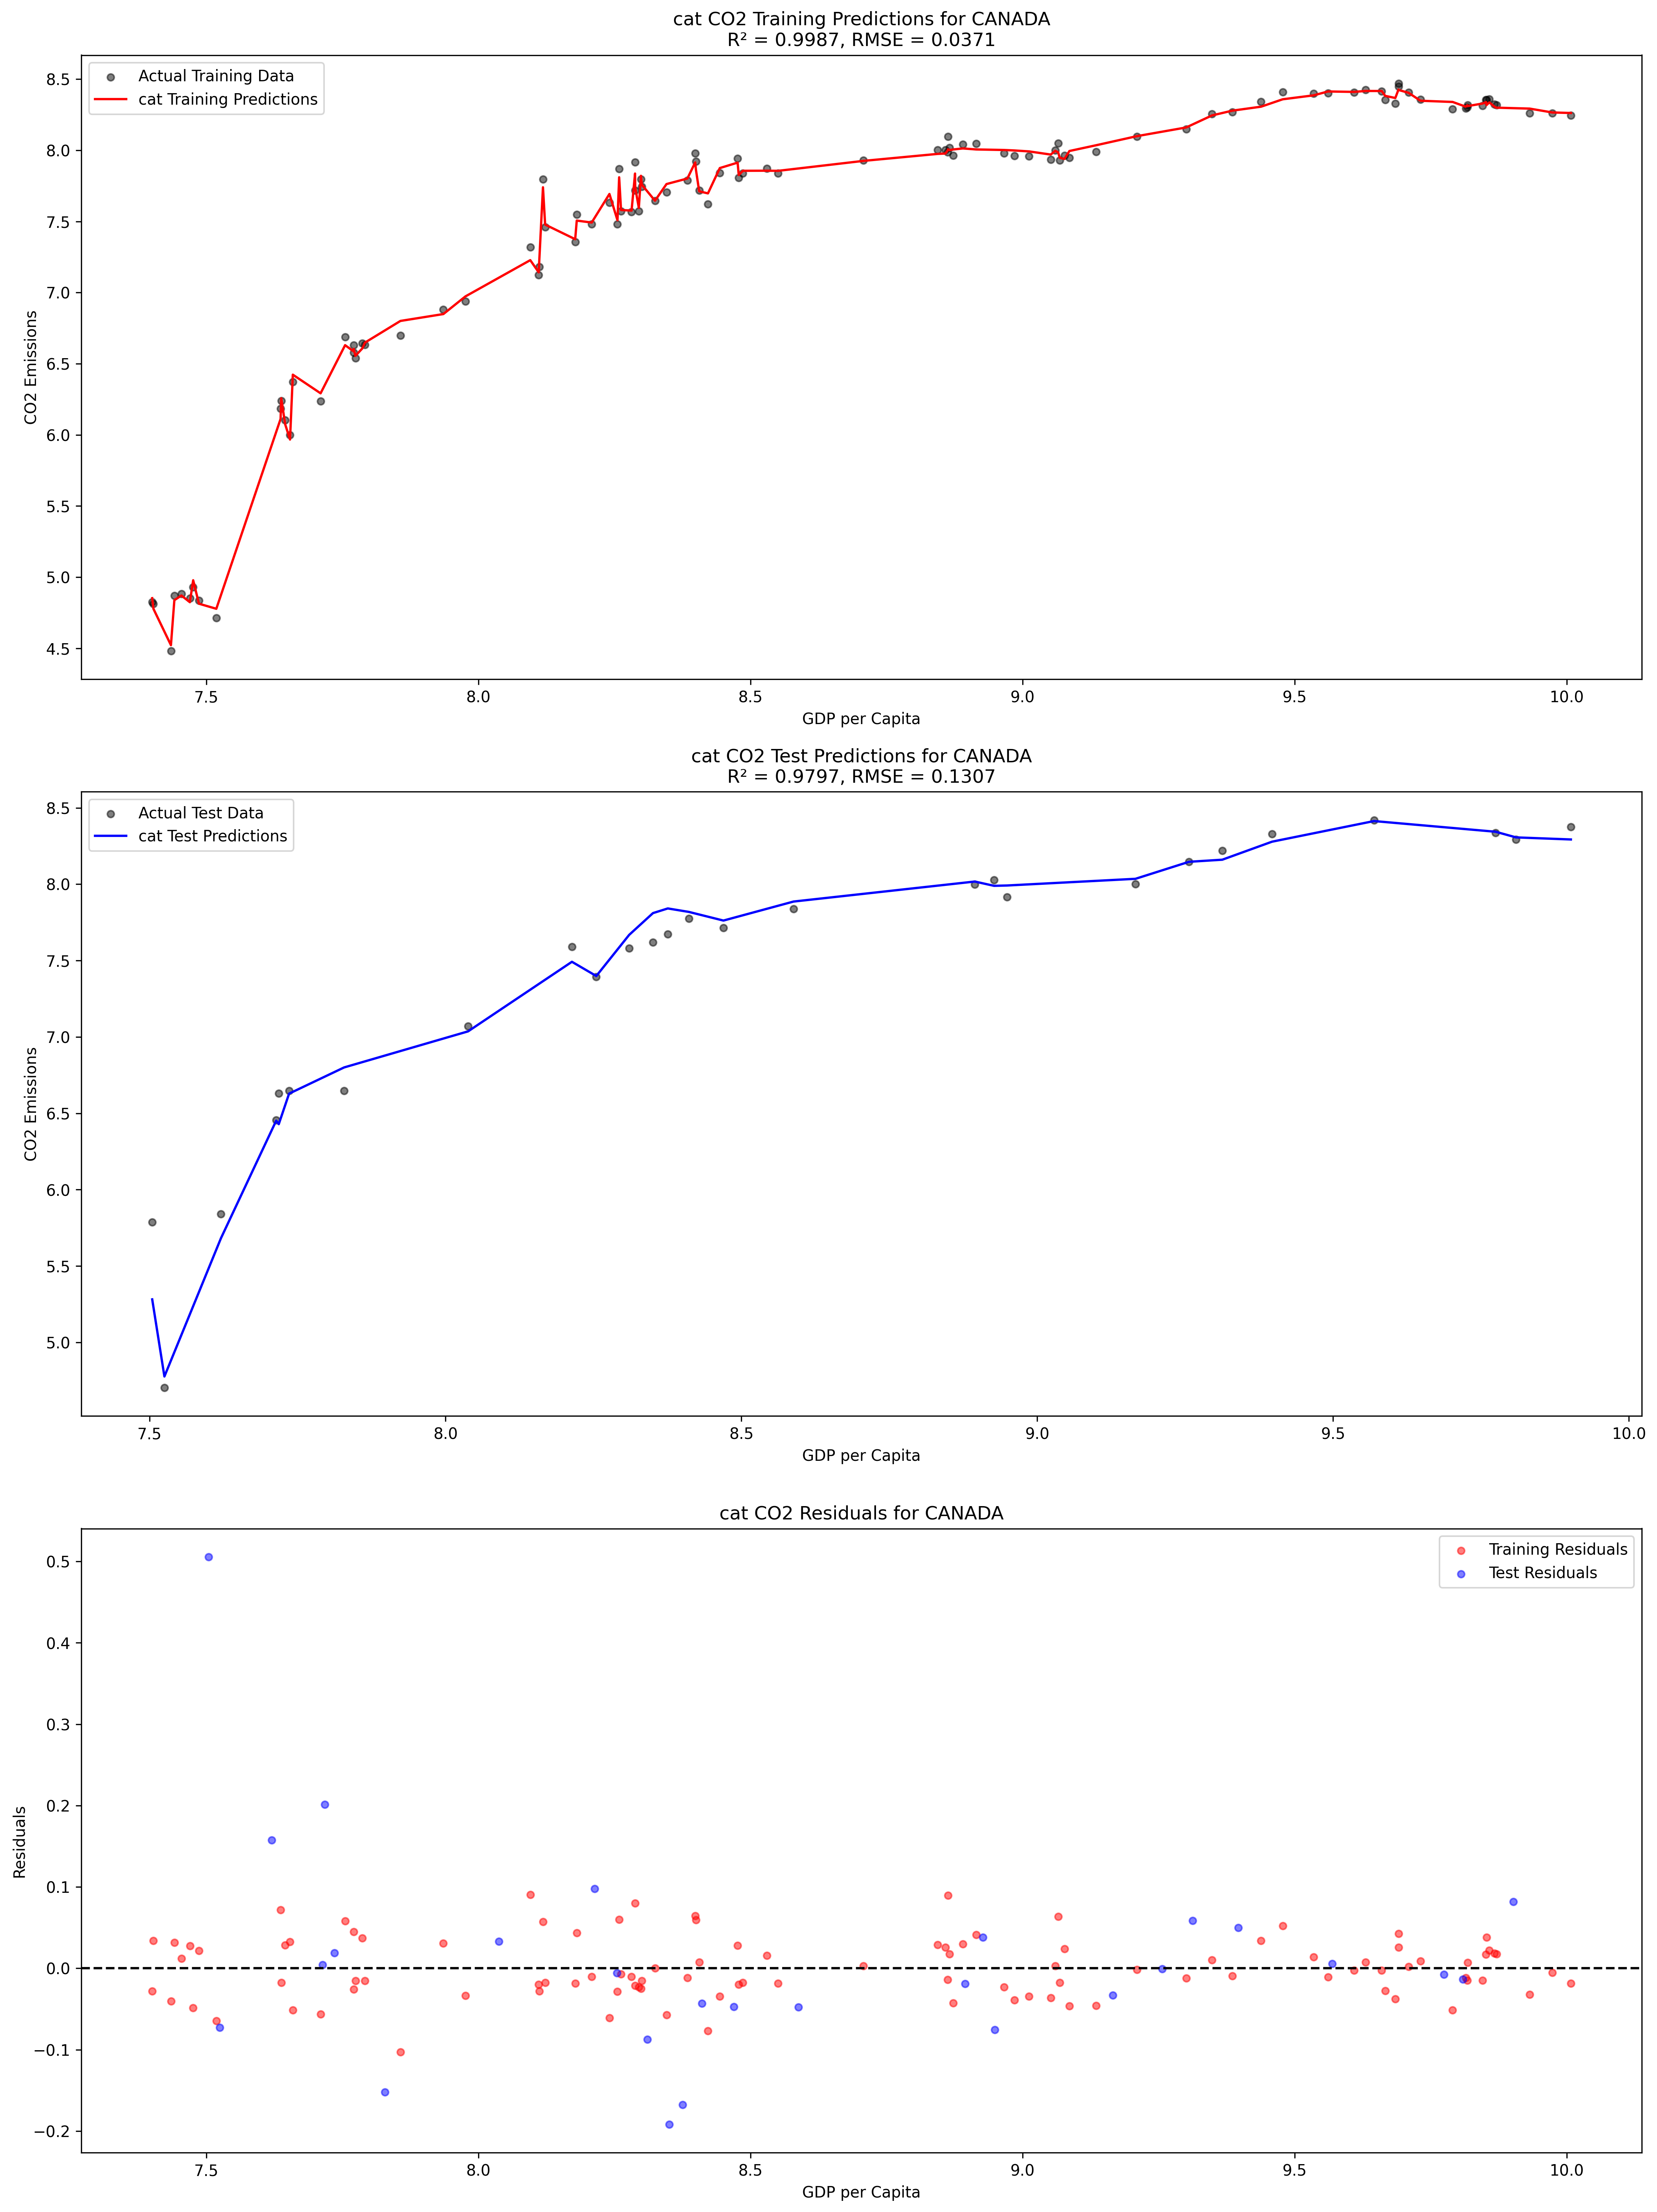 cat CO2 Training Predictions for CANADA
R² = 0.9987, RMSE = 0.0371
Actual Training Data
cat Training Predictions
8.5
8.0
7.5
7.0
6.5
6.0
5.5
5.0
4.5
CO2 Emissions
7.5 8.0 8.5 9.0 9.5 10.0
GDP per Capita
cat CO2 Test Predictions for CANADA
R² = 0.9797, RMSE = 0.1307
Actual Test Data
cat Test Predictions
8.5
8.0
7.5
7.0
6.5
6.0
5.5
5.0
CO2 Emissions
7.5 8.0 8.5 9.0 9.5 10.0
GDP per Capita
cat CO2 Residuals for CANADA
Training Residuals
Test Residuals
0.5
0.4
0.3
0.2
0.1
0.0
−0.1
−0.2
Residuals
7.5 8.0 8.5 9.0 9.5 10.0
GDP per Capita